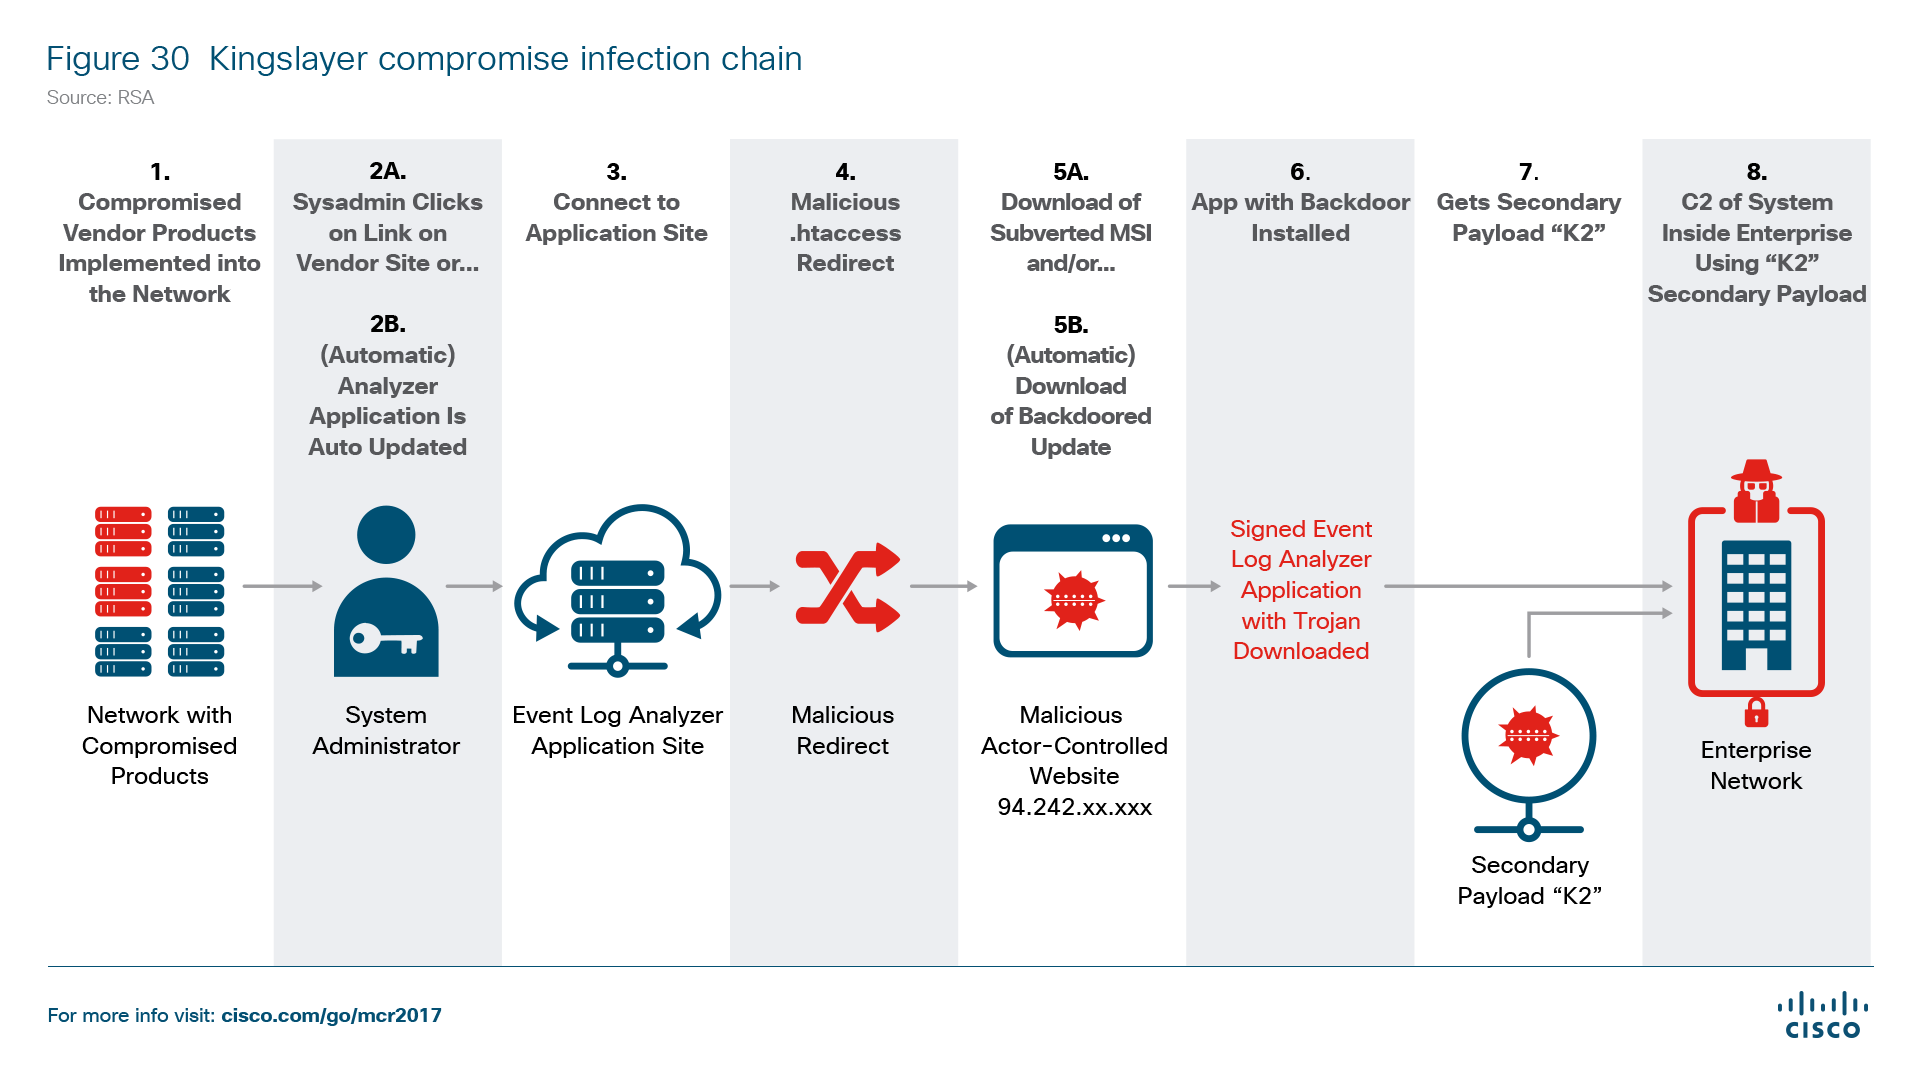 Figure 30  Kingslayer compromise infection chain
Source: RSA
1.
Compromised
Vendor Products
Implemented into
the Network
2A.
Sysadmin Clicks
on Link on
Vendor Site or...
2B.
(Automatic)
Analyzer
Application Is
Auto Updated
3.
Connect to
Application Site
4.
Malicious
.htaccess
Redirect
5A.
Download of
Subverted MSI
and/or...
5B.
(Automatic)
Download
of Backdoored
Update
6.
App with Backdoor
Installed
7.
Gets Secondary
Payload “K2”
8.
C2 of System
Inside Enterprise
Using “K2”
Secondary Payload
Network with
Compromised
Products
System
Administrator
Event Log Analyzer
Application Site
Malicious
Redirect
Malicious
Actor-Controlled
Website
94.242.xx.xxx
Signed Event
Log Analyzer
Application
with Trojan
Downloaded
Secondary
Payload “K2”
Enterprise
Network
For more info visit: cisco.com/go/mcr2017
CISCO